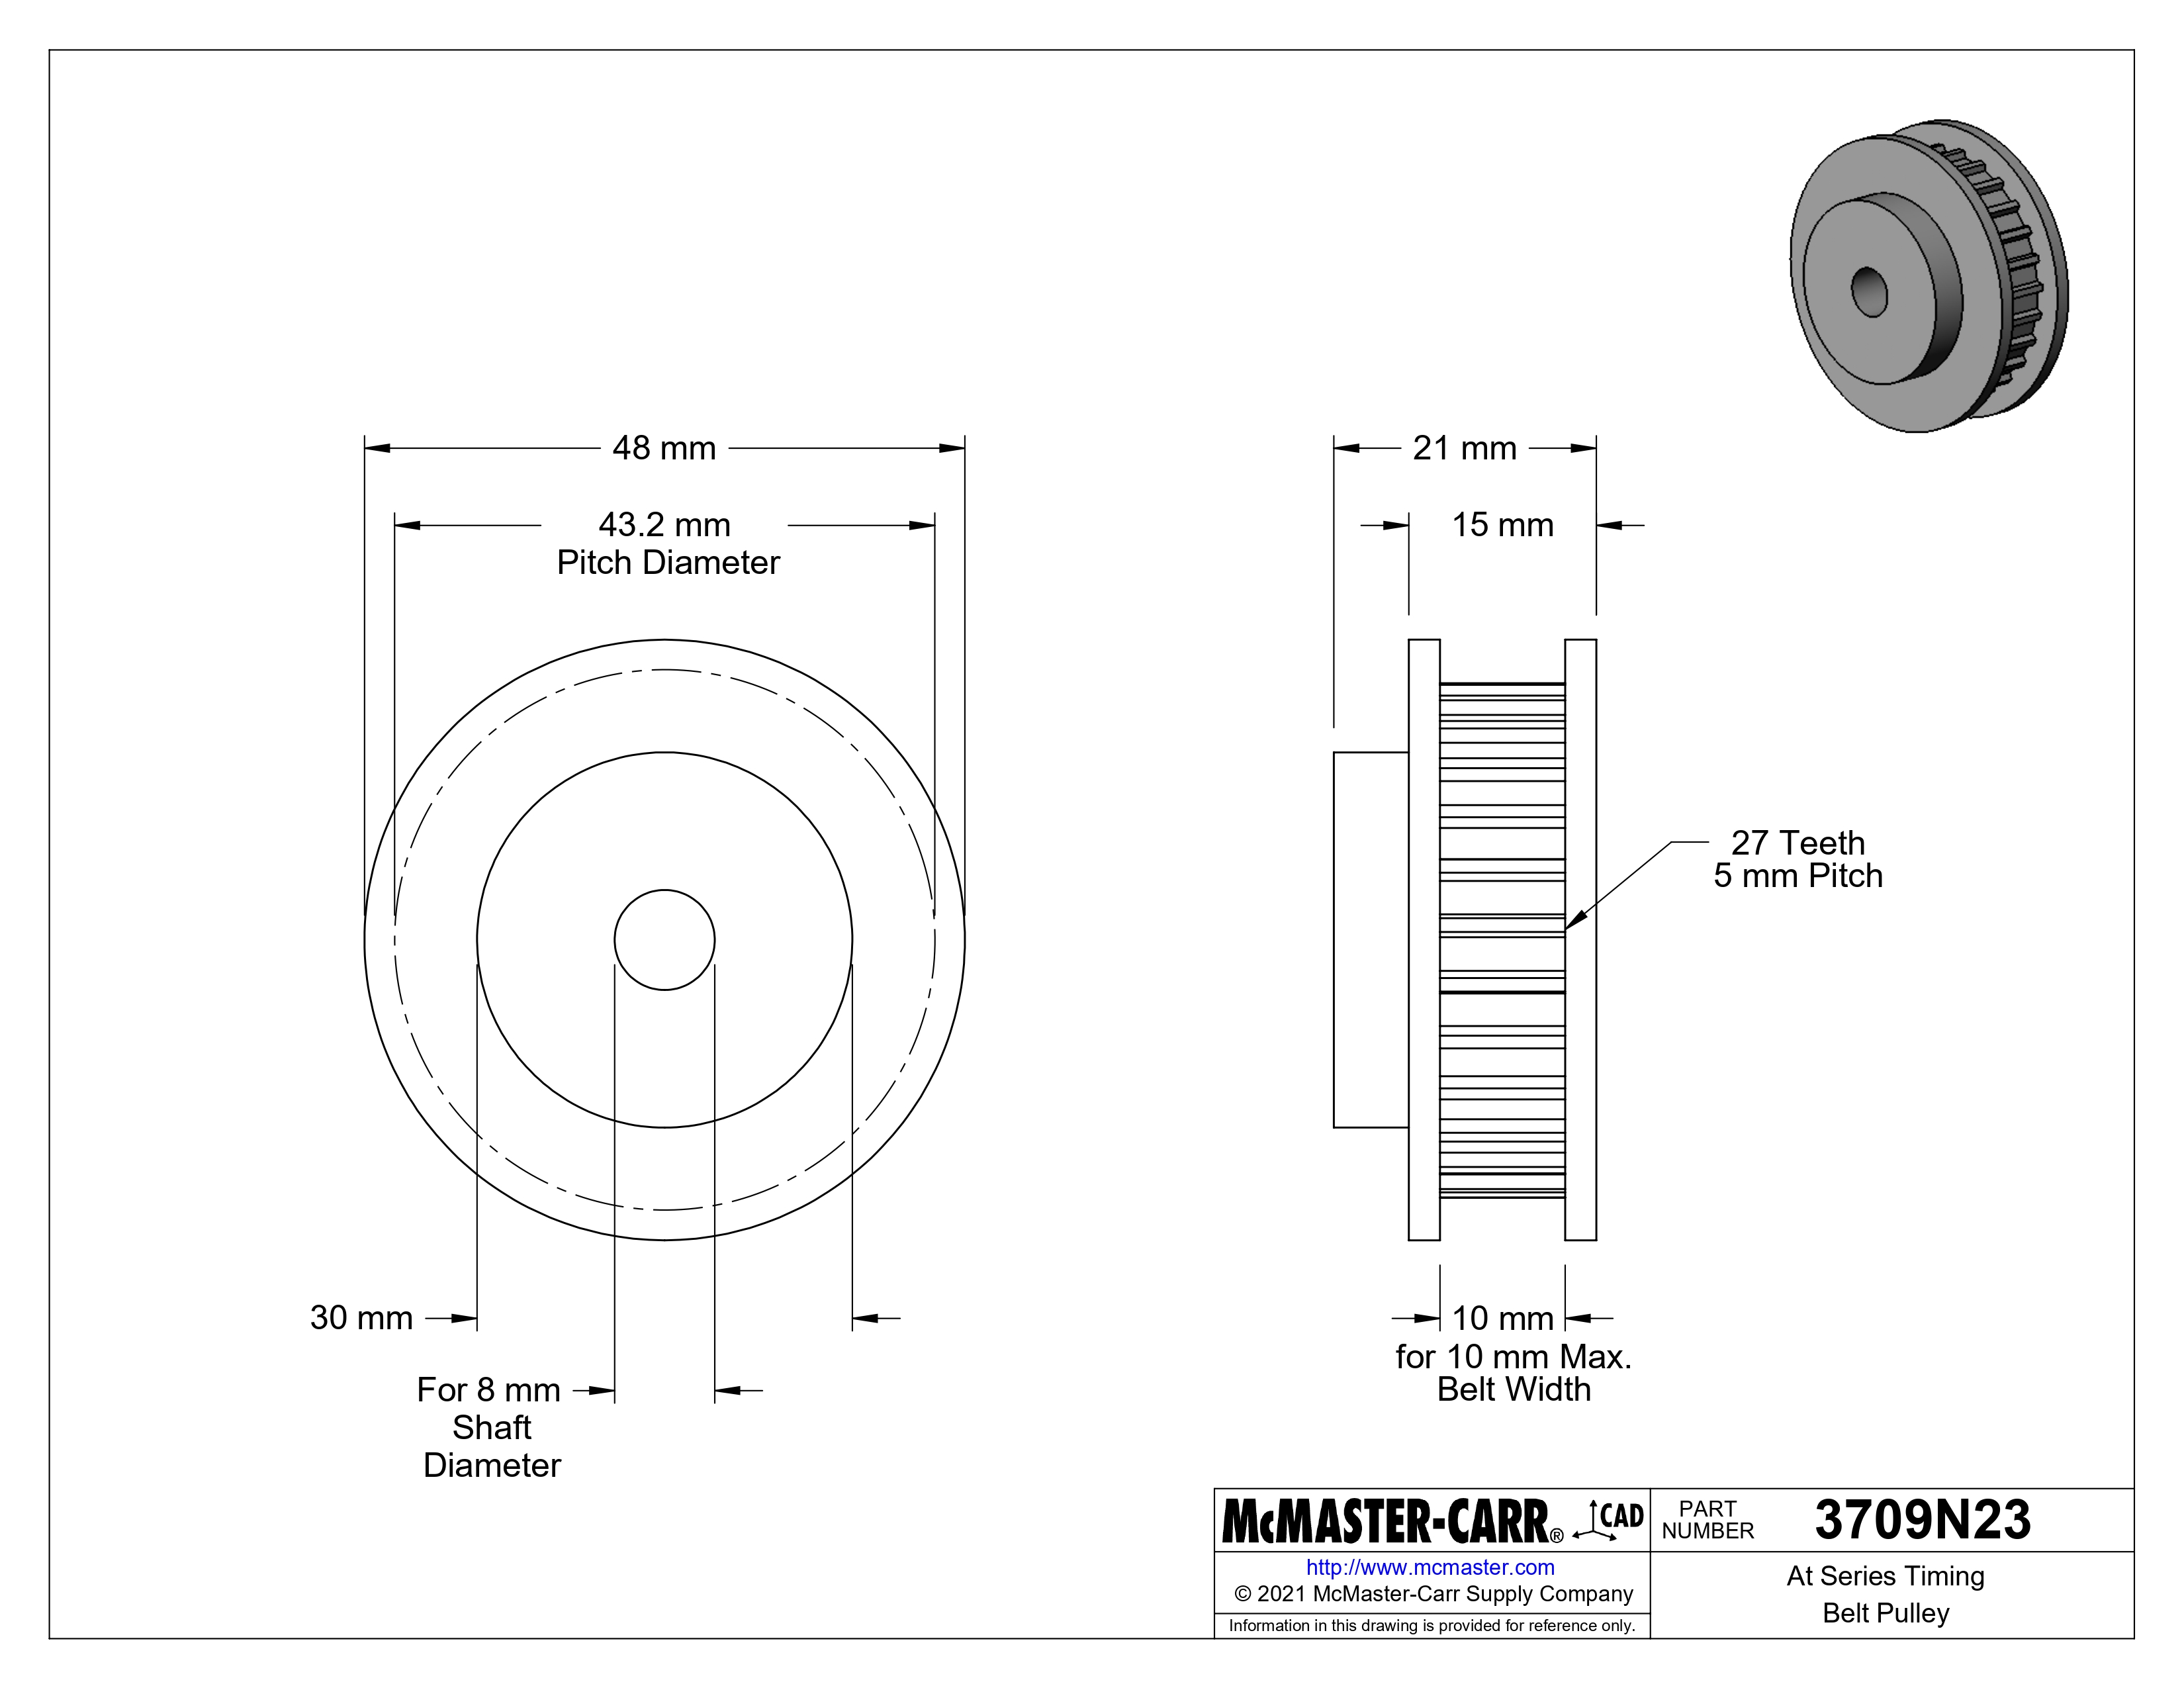 48 mm
43.2 mm
Pitch Diameter
21 mm
15 mm
27 Teeth
5 mm Pitch
30 mm
For 8 mm
Shaft
Diameter
10 mm
for 10 mm Max.
Belt Width
McMASTER-CARR® CAD
PART
NUMBER
3709N23
http://www.mcmaster.com
© 2021 McMaster-Carr Supply Company
Information in this drawing is provided for reference only.
At Series Timing
Belt Pulley